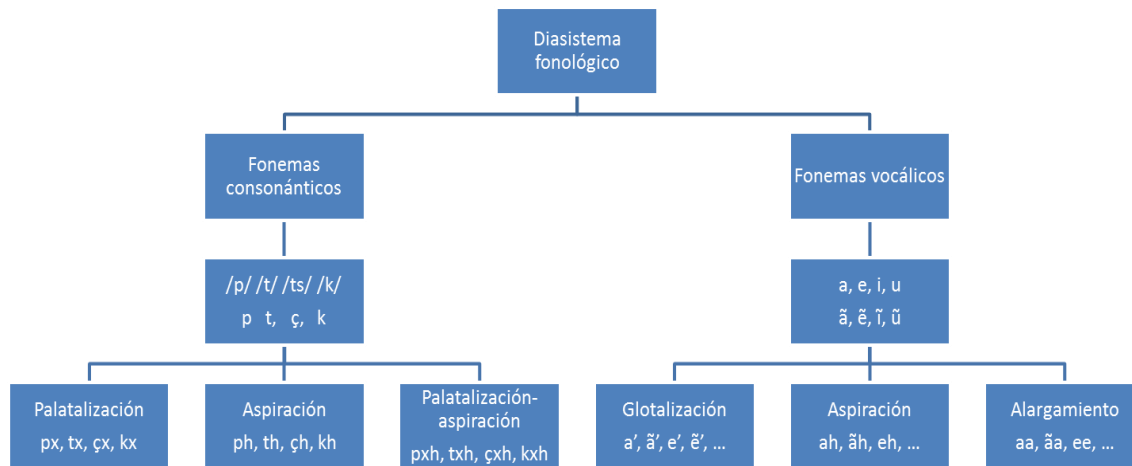 Diasistema
fonológico
Fonemas
consonánticos
Fonemas vocálicos
/p/ /t/ /ts/ /k/
p t, ç, k
a, e, i, u
ã, ẽ, ĩ, ũ
Palatalización
px, tx, çx, kx
Aspiración
ph, th, çh, kh
Palatalización-
aspiración
pxh, txh, çxh, kxh
Glotalización
a’, ã’, e’, ẽ’, ...
Aspiración
ah, ãh, eh, ...
Alargamiento
aa, ãa, ee, ...